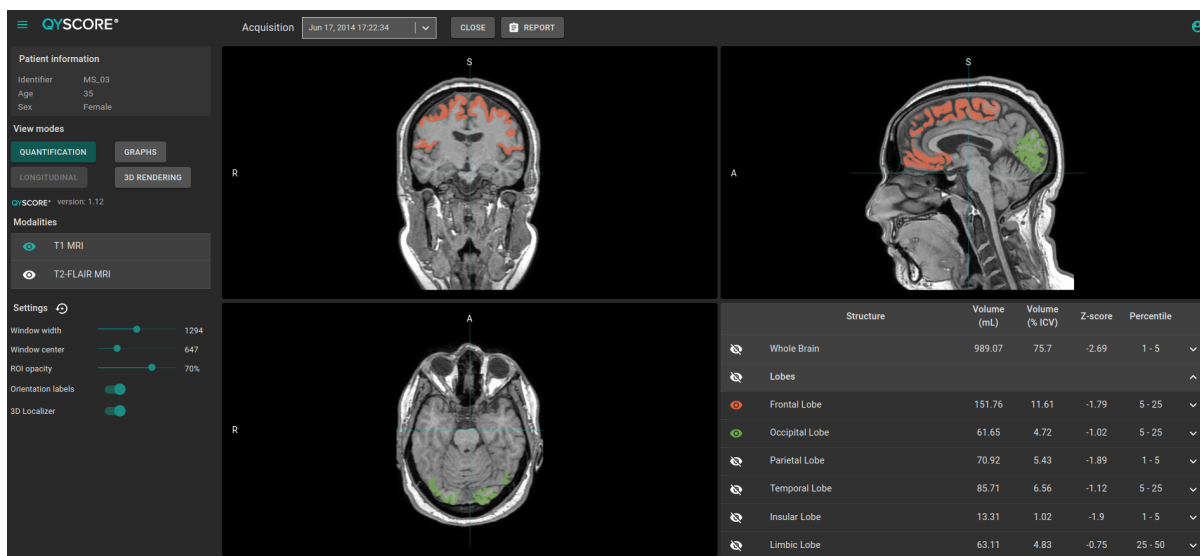 QYSCORE®
Acquisition Jun 17, 2014 17:22:34 CLOSE REPORT
Patient information
Identifier MS_03
Age 35
Sex Female
View modes
QUANTIFICATION GRAPHS
LONGITUDINAL 3D RENDERING
QYSCORE® version: 1.12
Modalities
T1 MRI
T2-FLAIR MRI
Settings
Window width 1294
Window center 647
ROI opacity 70%
Orientation labels
3D Localizer
S
R
S
A
A
R
Structure Volume (mL) Volume (% ICV) Z-score Percentile
Whole Brain 989.07 75.7 -2.69 1 - 5
Lobes
Frontal Lobe 151.76 11.61 -1.79 5 - 25
Occipital Lobe 61.65 4.72 -1.02 5 - 25
Parietal Lobe 70.92 5.43 -1.89 1 - 5
Temporal Lobe 85.71 6.56 -1.12 5 - 25
Insular Lobe 13.31 1.02 -1.9 1 - 5
Limbic Lobe 63.11 4.83 -0.75 25 - 50